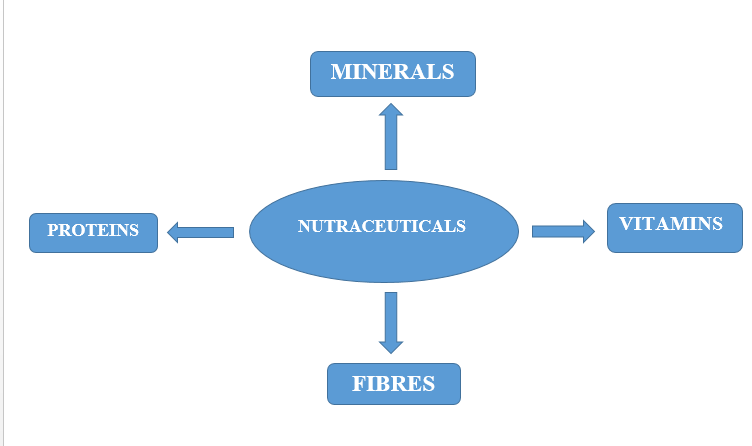 MINERALS
PROTEINS
NUTRACEUTICALS
VITAMINS
FIBRES